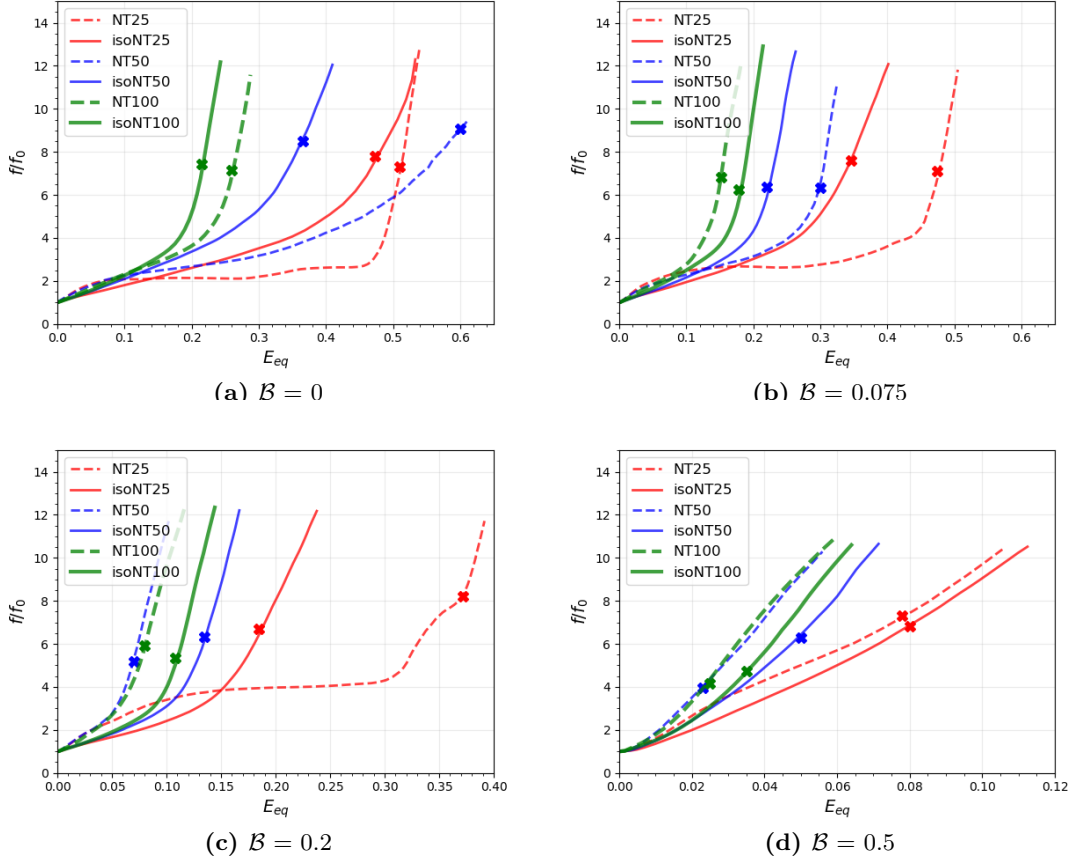 14
12
10
8
6
4
2
0
f/f₀
NT25
isoNT25
NT50
isoNT50
NT100
isoNT100
0.0 0.1 0.2 0.3 0.4 0.5 0.6
E_eq
(a) ℬ = 0
14
12
10
8
6
4
2
0
f/f₀
NT25
isoNT25
NT50
isoNT50
NT100
isoNT100
0.0 0.1 0.2 0.3 0.4 0.5 0.6
E_eq
(b) ℬ = 0.075
14
12
10
8
6
4
2
0
f/f₀
NT25
isoNT25
NT50
isoNT50
NT100
isoNT100
0.00 0.05 0.10 0.15 0.20 0.25 0.30 0.35 0.40
E_eq
(c) ℬ = 0.2
14
12
10
8
6
4
2
0
f/f₀
NT25
isoNT25
NT50
isoNT50
NT100
isoNT100
0.00 0.02 0.04 0.06 0.08 0.10 0.12
E_eq
(d) ℬ = 0.5